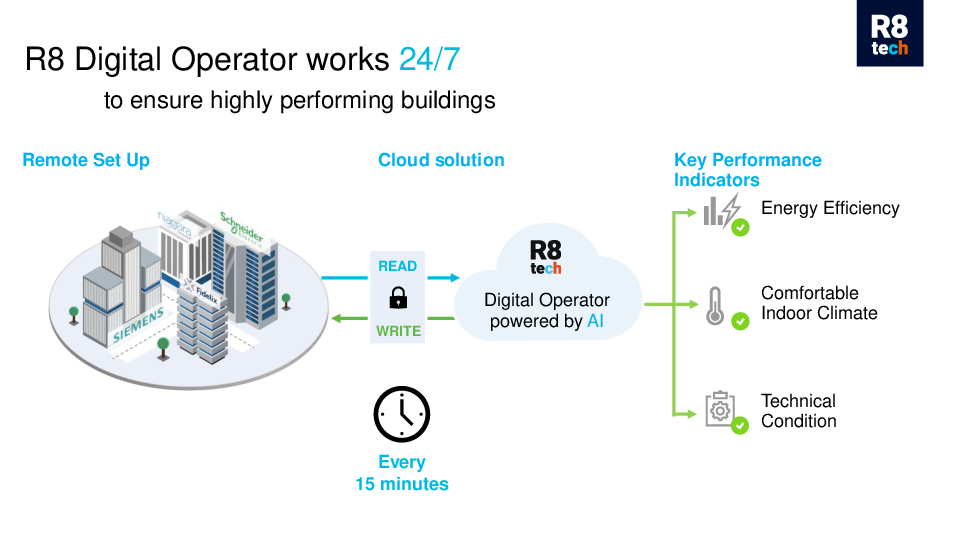 R8
tech
R8 Digital Operator works 24/7
to ensure highly performing buildings
Remote Set Up
Cloud solution
Key Performance
Indicators
niagara
Schneider
Electric
Fidelix
SIEMENS
READ
WRITE
R8
tech
Digital Operator
powered by AI
Energy Efficiency
Comfortable
Indoor Climate
Technical
Condition
Every
15 minutes